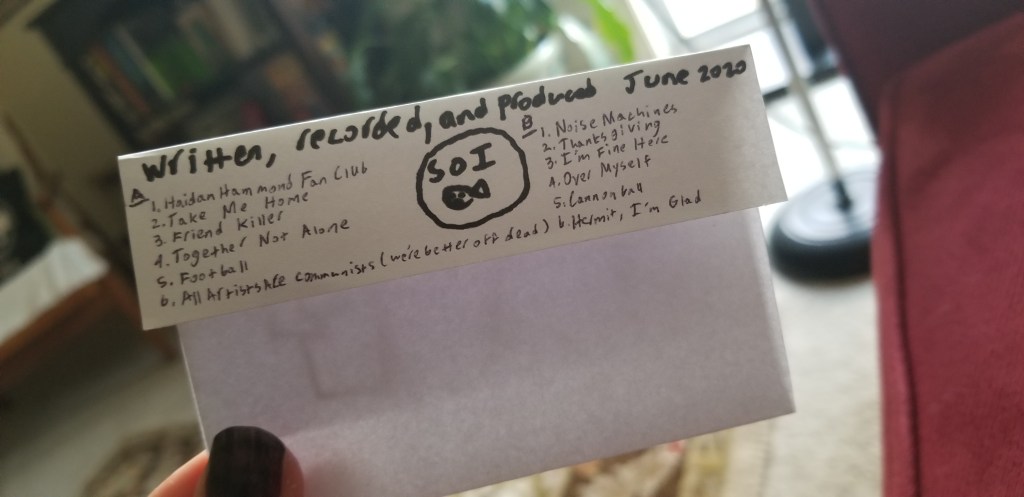 written, recorded, and produced June 2020
A
1. Haidan Hammond Fan Club
2. Take Me Home
3. Friend Killer
4. Together Not Alone
5. Football
6. All Artists Are Communists (we're better off dead)
SOI
B
1. Noise Machines
2. Thanksgiving
3. I'm Fine Here
4. Over Myself
5. Cannonball
6. Hermit, I'm Glad